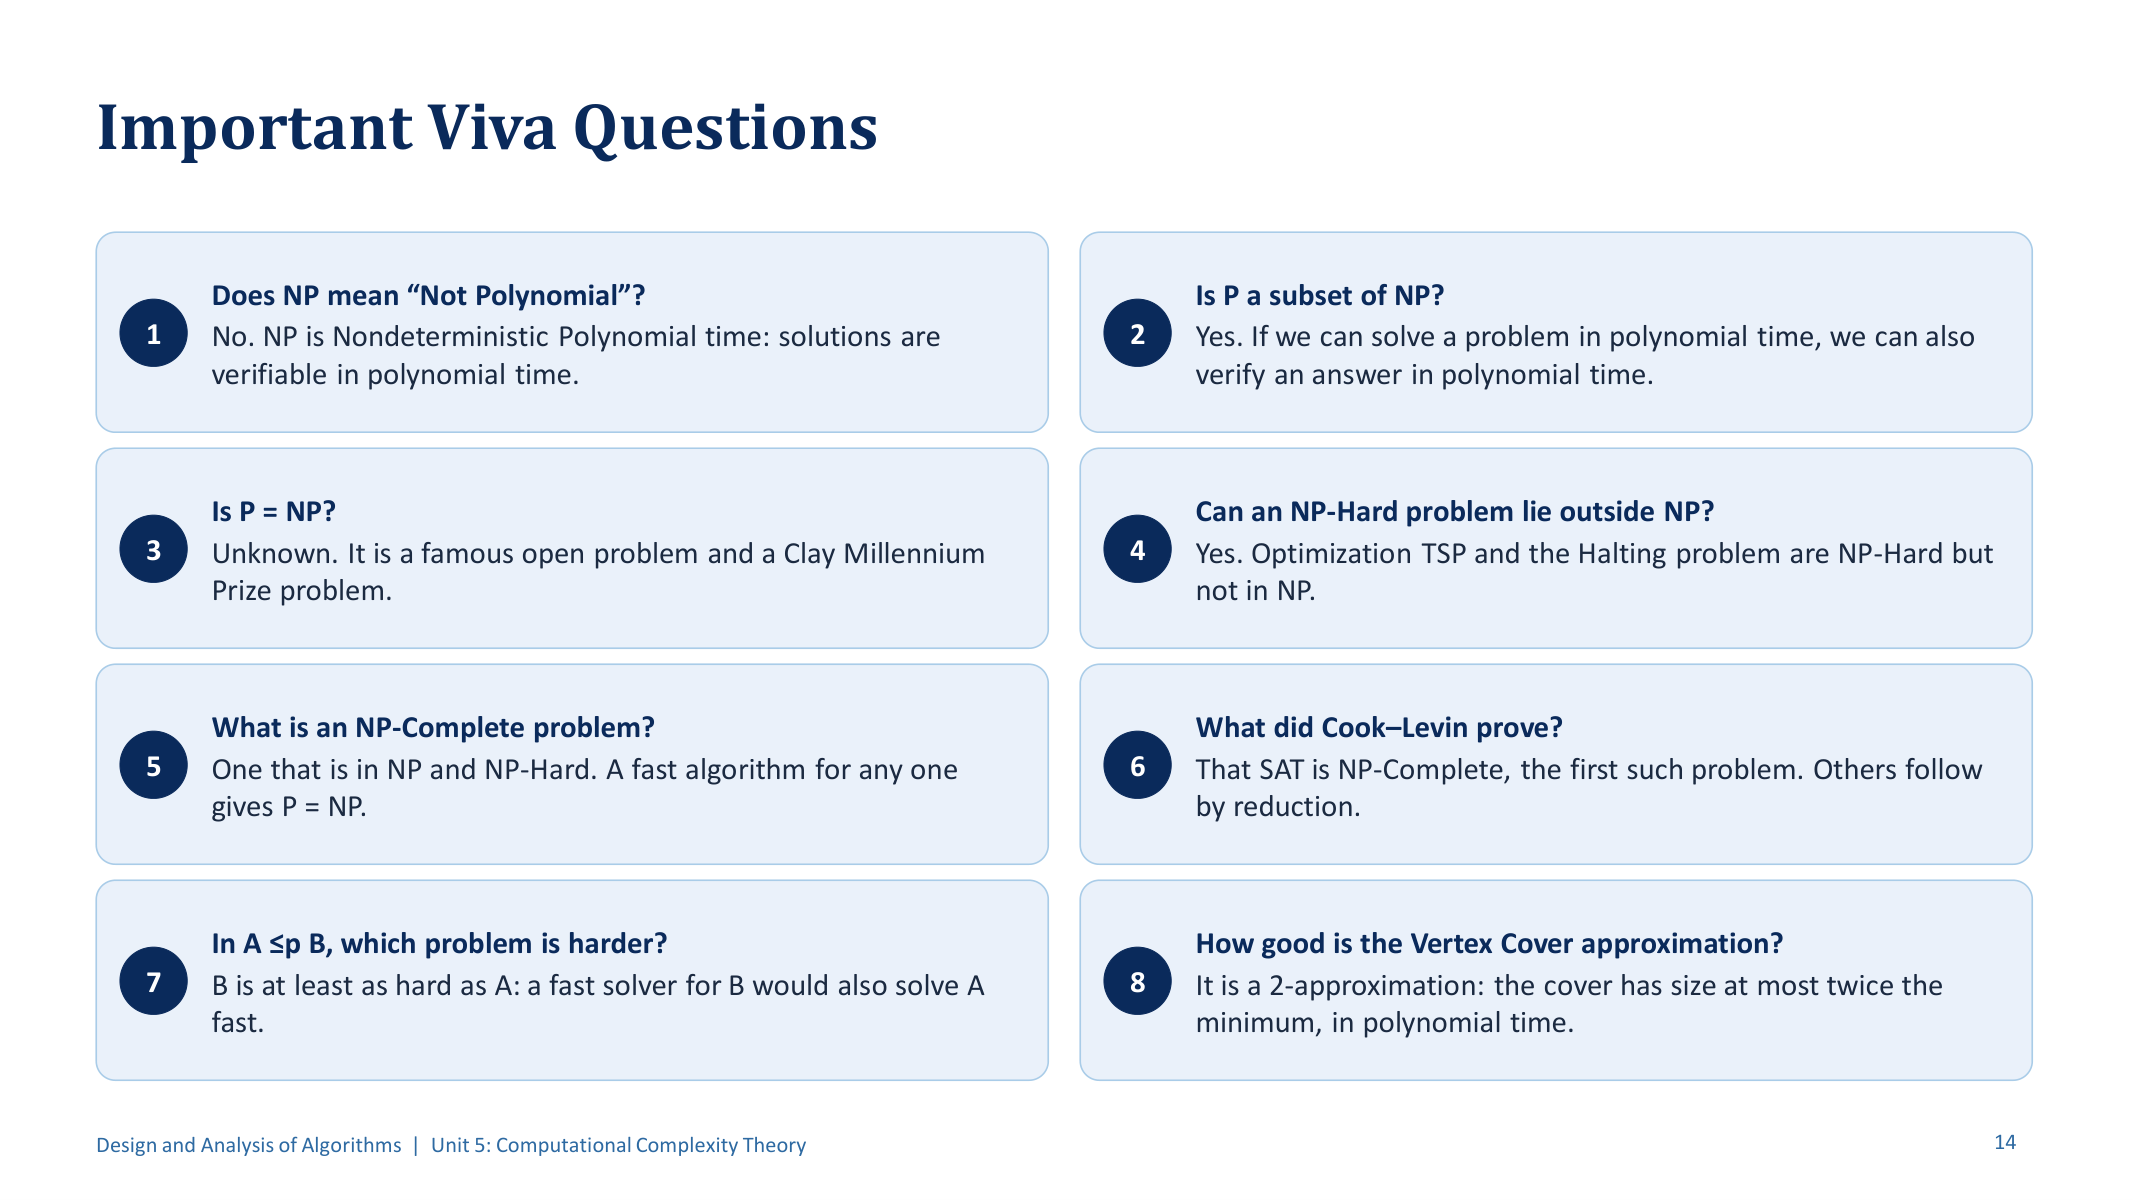 Important Viva Questions
1
Does NP mean “Not Polynomial”?
No. NP is Nondeterministic Polynomial time: solutions are
verifiable in polynomial time.
2
Is P a subset of NP?
Yes. If we can solve a problem in polynomial time, we can also
verify an answer in polynomial time.
3
Is P = NP?
Unknown. It is a famous open problem and a Clay Millennium
Prize problem.
4
Can an NP-Hard problem lie outside NP?
Yes. Optimization TSP and the Halting problem are NP-Hard but
not in NP.
5
What is an NP-Complete problem?
One that is in NP and NP-Hard. A fast algorithm for any one
gives P = NP.
6
What did Cook–Levin prove?
That SAT is NP-Complete, the first such problem. Others follow
by reduction.
7
In A ≤p B, which problem is harder?
B is at least as hard as A: a fast solver for B would also solve A
fast.
8
How good is the Vertex Cover approximation?
It is a 2-approximation: the cover has size at most twice the
minimum, in polynomial time.
Design and Analysis of Algorithms | Unit 5: Computational Complexity Theory
14